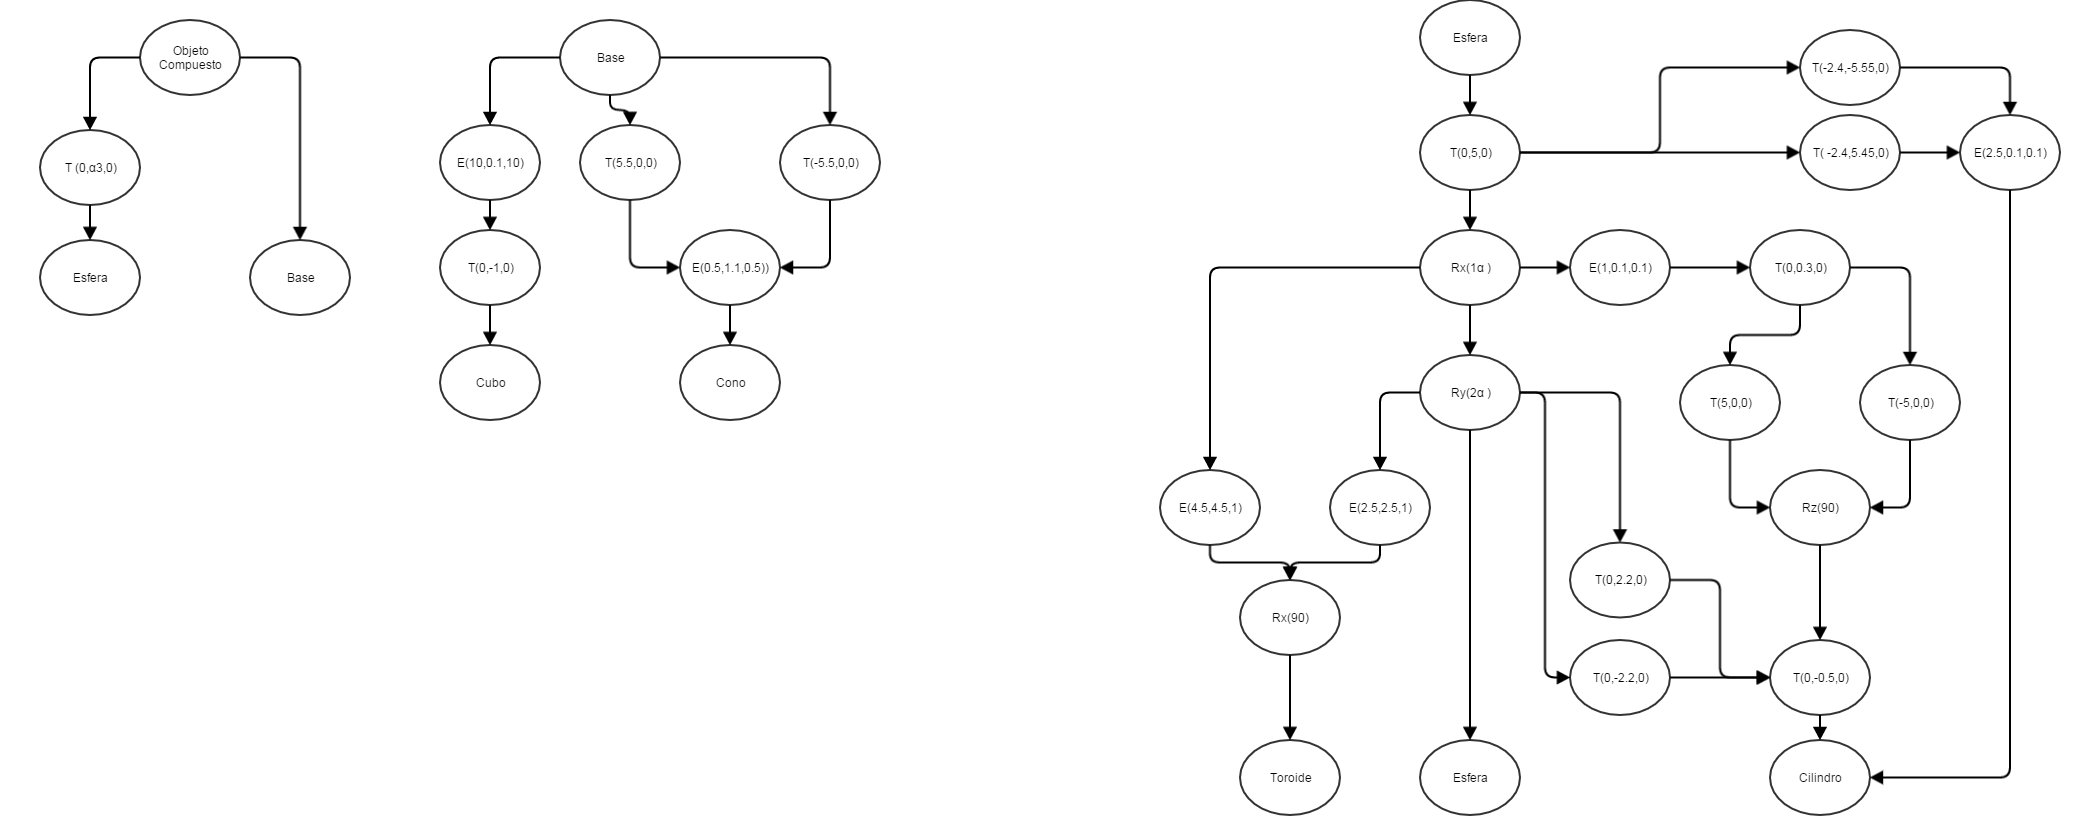 Objeto
Compuesto
T (0,α3,0)
Esfera
Base
Base
E(10,0.1,10)
T(5.5,0,0)
T(-5.5,0,0)
T(0,-1,0)
E(0.5,1.1,0.5))
Cubo
Cono
Esfera
T(-2.4,-5.55,0)
T(0,5,0)
T( -2.4,5.45,0)
E(2.5,0.1,0.1)
Rx(1α )
E(1,0.1,0.1)
T(0,0.3,0)
Ry(2α )
T(5,0,0)
T(-5,0,0)
E(4.5,4.5,1)
E(2.5,2.5,1)
Rz(90)
T(0,2.2,0)
Rx(90)
T(0,-2.2,0)
T(0,-0.5,0)
Toroide
Esfera
Cilindro